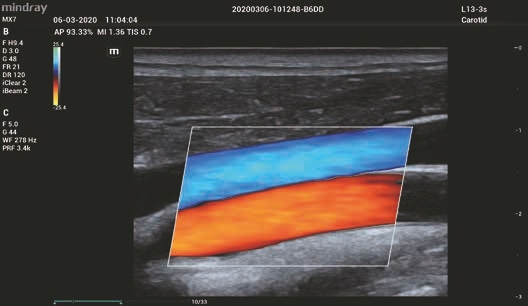 mindray
20200306-101248-B6DD
L13-3s
MX7
06-03-2020
11:04:04
Carotid
B
AP 93.33% MI 1.36 TIS 0.7
F H9.4
D 3.0
G 48
FR 21
DR 120
iClear 2
iBeam 2
25.4
-25.4
m
C
F 5.0
G 44
WF 278 Hz
PRF 3.4k
0
1
2
3
10/33